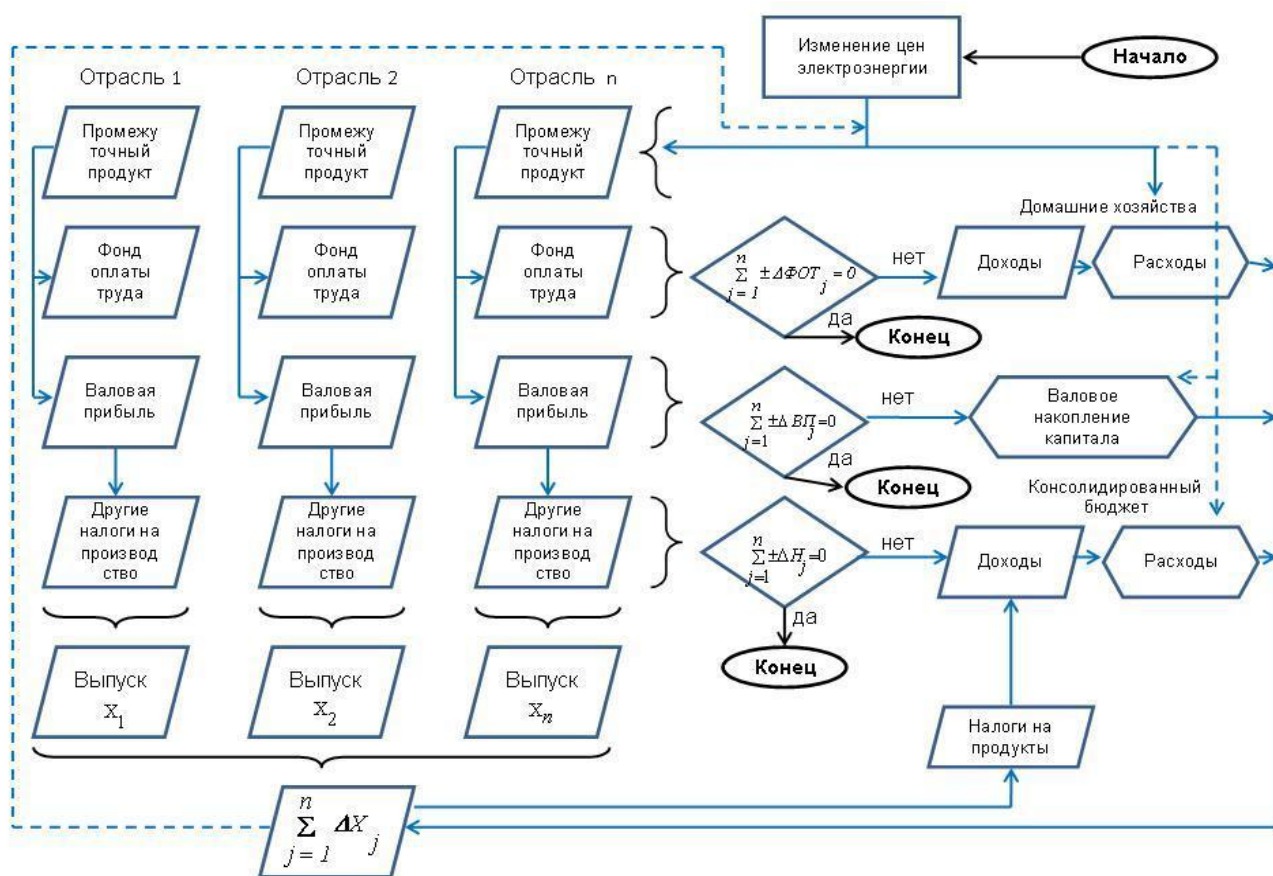 Изменение цен
электроэнергии
Начало
Отрасль 1
Отрасль 2
Отрасль n
Промежу
точный
продукт
Промежу
точный
продукт
Промежу
точный
продукт
Домашние хозяйства
Фонд
оплаты
труда
Фонд
оплаты
труда
Фонд
оплаты
труда
n
∑ ± ΔФОТ j = 0
j = 1
нет
да
Конец
Доходы
Расходы
Валовая
прибыль
Валовая
прибыль
Валовая
прибыль
n
∑ ±Δ ВП j =0
j=1
нет
да
Конец
Валовое
накопление
капитала
Консолидированный
бюджет
Другие
налоги на
производ
ство
Другие
налоги на
производ
ство
Другие
налоги на
производ
ство
n
∑ ±Δ Н j =0
j=1
нет
да
Конец
Доходы
Расходы
Выпуск
X1
Выпуск
X2
Выпуск
Xn
Налоги на
продукты
n
∑ ΔX j
j = 1